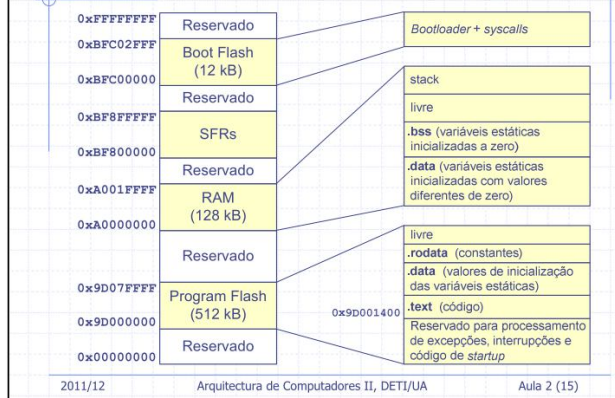 0xFFFFFFFF
Reservado
0xBFC02FFF
Boot Flash
(12 kB)
0xBFC00000
Reservado
0xBF8FFFFF
SFRs
0xBF800000
Reservado
0xA001FFFF
RAM
(128 kB)
0xA0000000
Reservado
0x9D07FFFF
Program Flash
(512 kB)
0x9D000000
Reservado
0x00000000
Bootloader + syscalls
stack
livre
.bss (variáveis estáticas
inicializadas a zero)
.data (variáveis estáticas
inicializadas com valores
diferentes de zero)
livre
.rodata (constantes)
.data (valores de inicialização
das variáveis estáticas)
0x9D001400
.text (código)
Reservado para processamento
de excepções, interrupções e
código de startup
2011/12
Arquitectura de Computadores II, DETI/UA
Aula 2 (15)